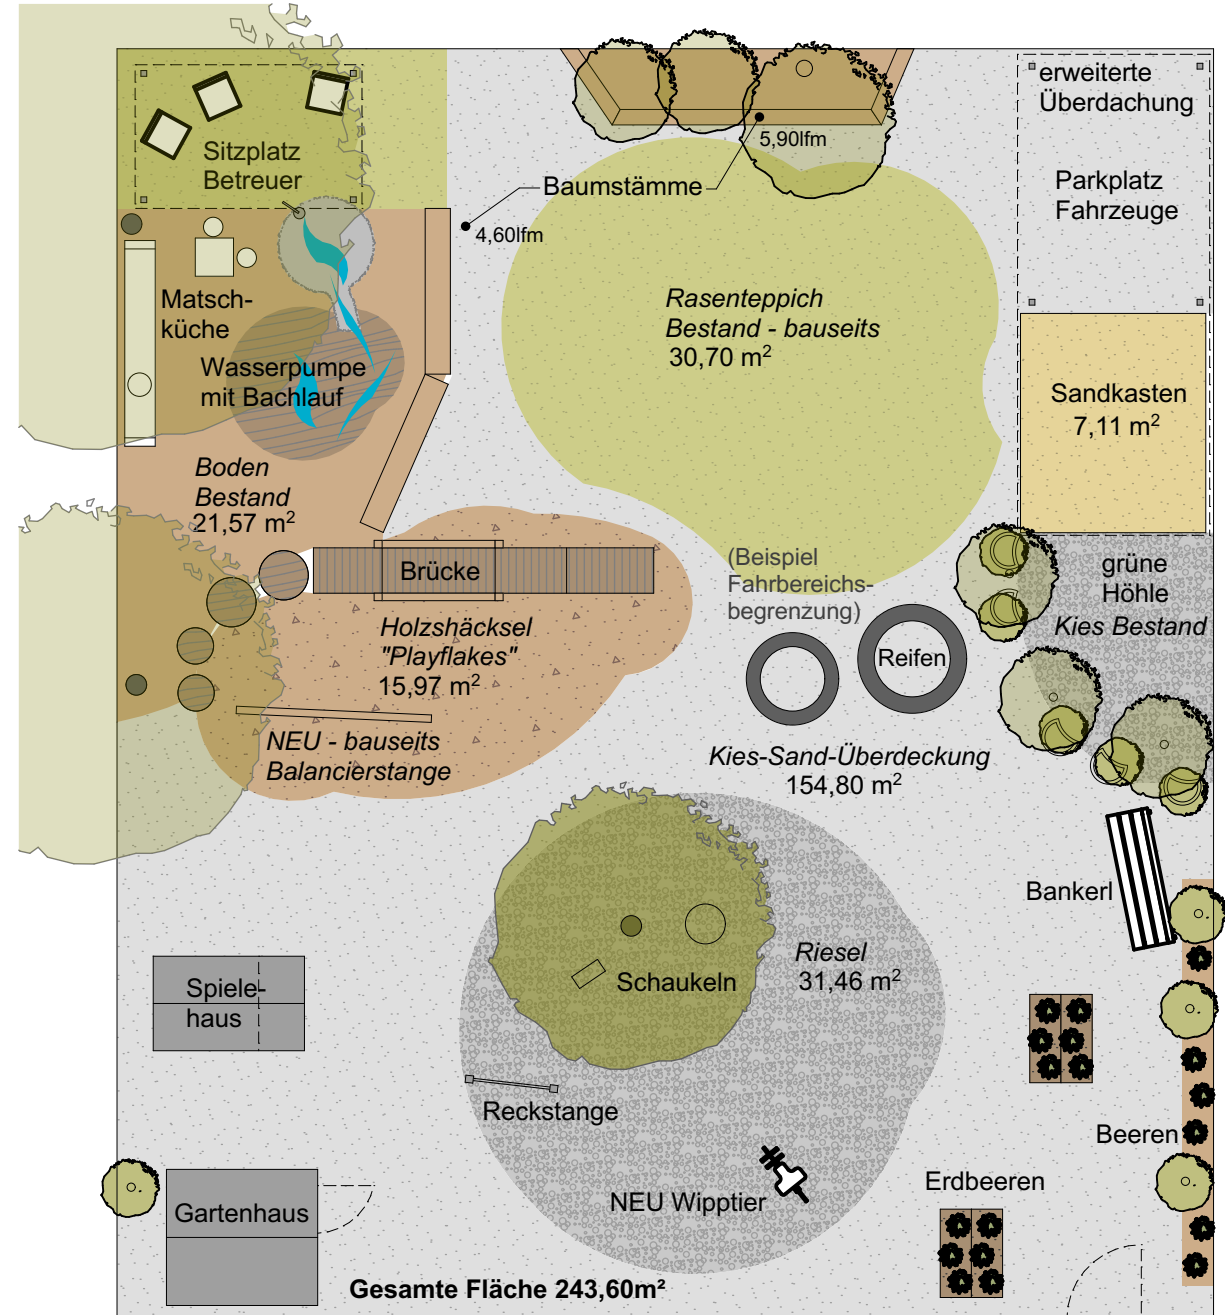 erweiterte
Überdachung
Parkplatz
Fahrzeuge
Sitzplatz
Betreuer
5,90lfm
Baumstämme
4,60lfm
Matsch-
küche
Wasserpumpe
mit Bachlauf
Rasenteppich
Bestand - bauseits
30,70 m²
Sandkasten
7,11 m²
Boden
Bestand
21,57 m²
Brücke
(Beispiel
Fahrbereichs-
begrenzung)
grüne
Höhle
Kies Bestand
Holzshäcksel
"Playflakes"
15,97 m²
Reifen
NEU - bauseits
Balancierstange
Kies-Sand-Überdeckung
154,80 m²
Bankerl
Riesel
31,46 m²
Schaukeln
Spiele-
haus
Reckstange
Beeren
Erdbeeren
NEU Wipptier
Gartenhaus
Gesamte Fläche 243,60m²